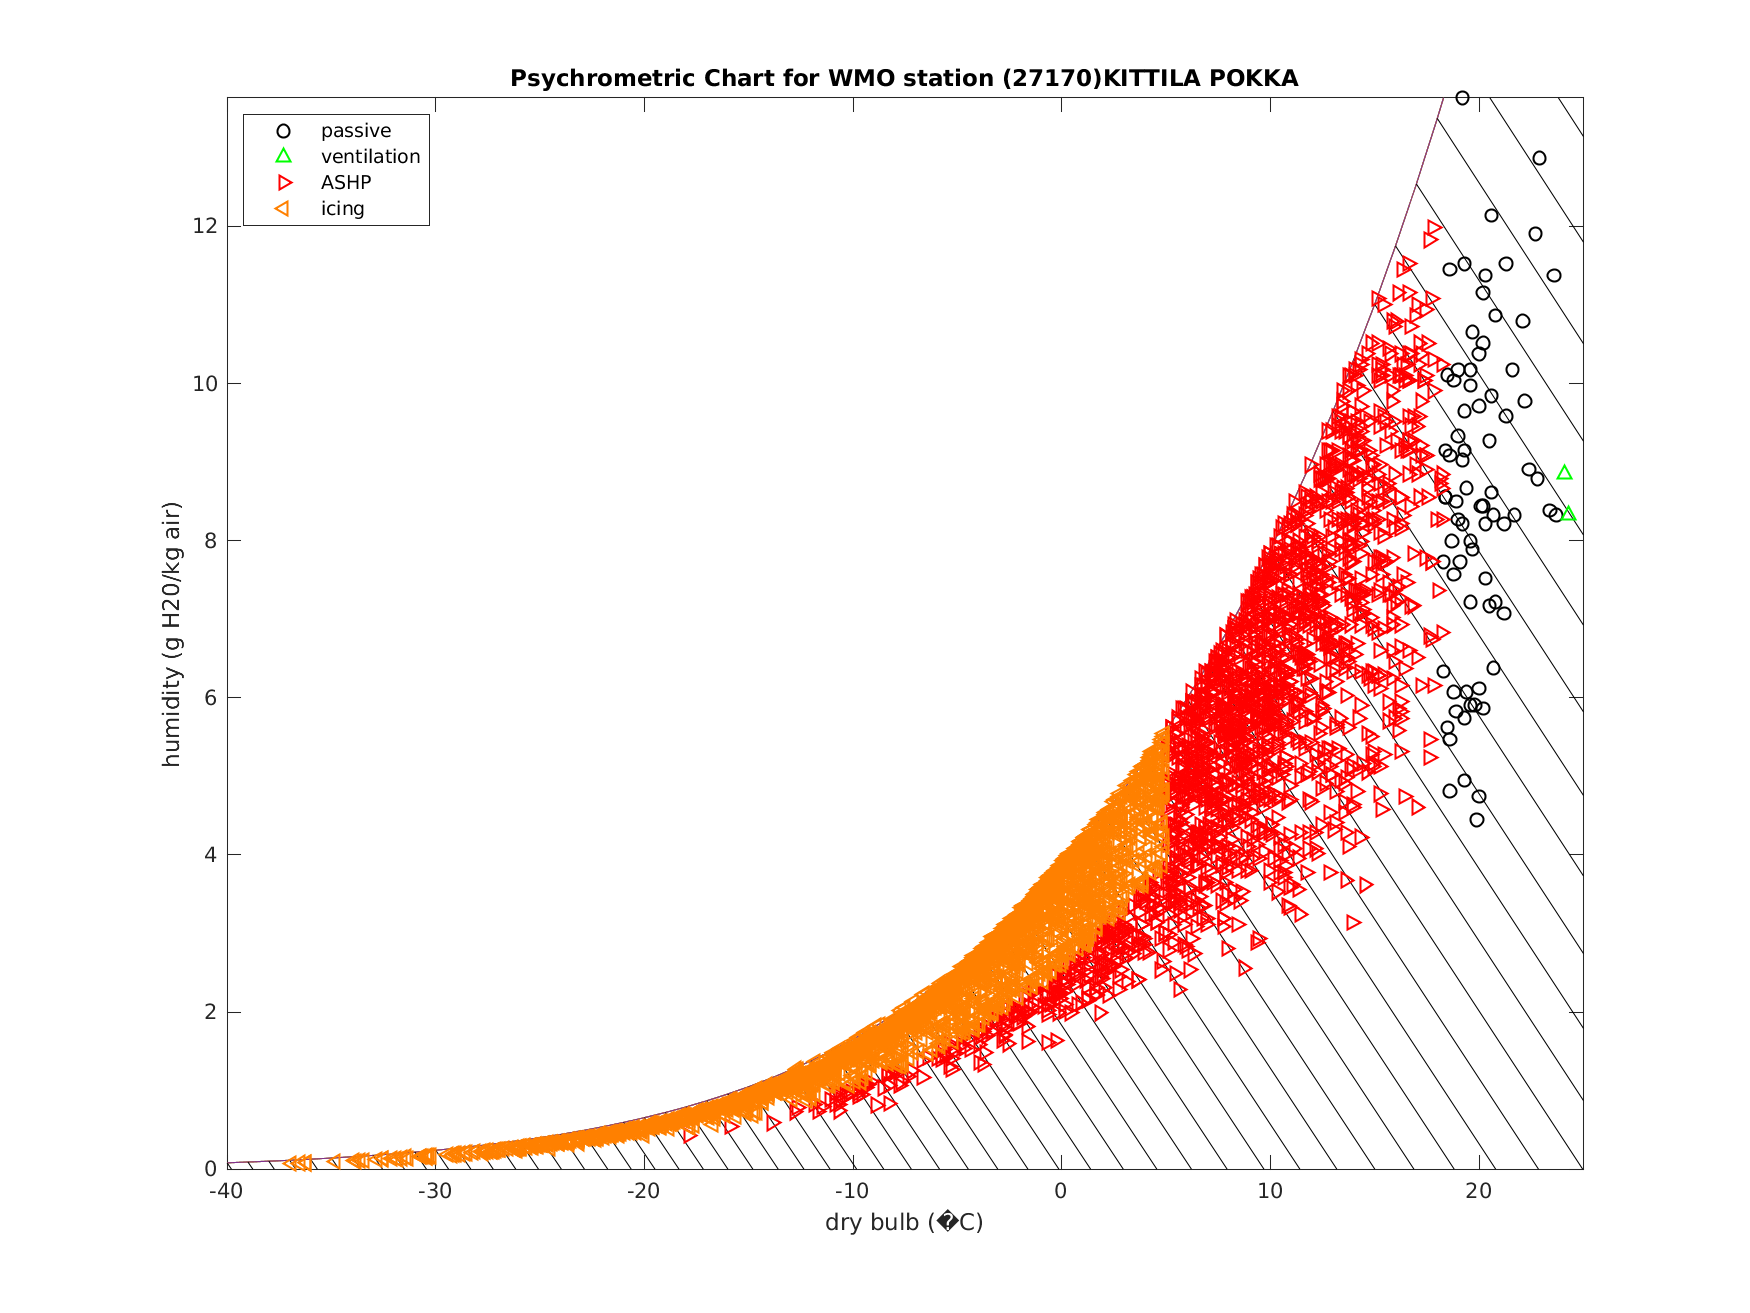 Psychrometric Chart for WMO station (27170)KITTILA POKKA
passive
ventilation
ASHP
icing
humidity (g H20/kg air)
12
10
8
6
4
2
0
-40 -30 -20 -10 0 10 20
dry bulb (�C)